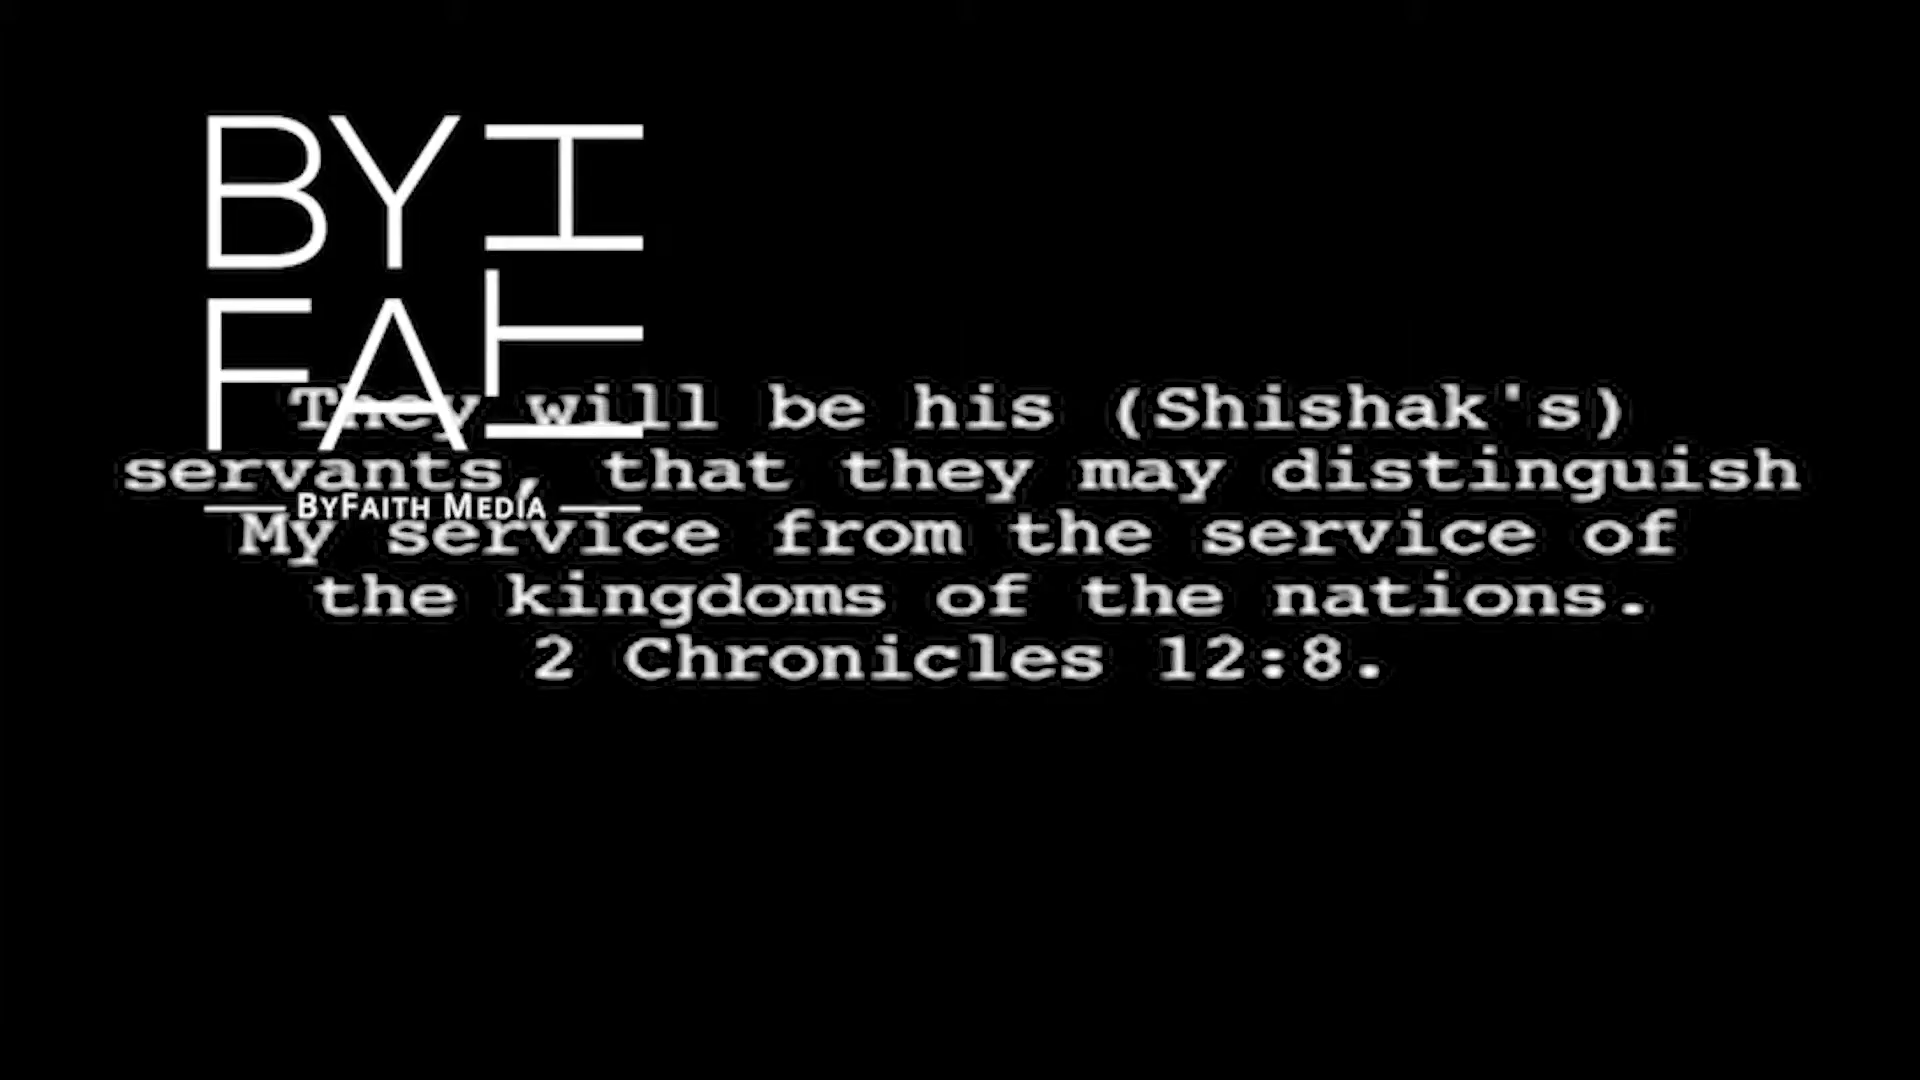 BY
FAITH
They will be his (Shishak's)
servants, that they may distinguish
ByFaith Media
My service from the service of
the kingdoms of the nations.
2 Chronicles 12:8.